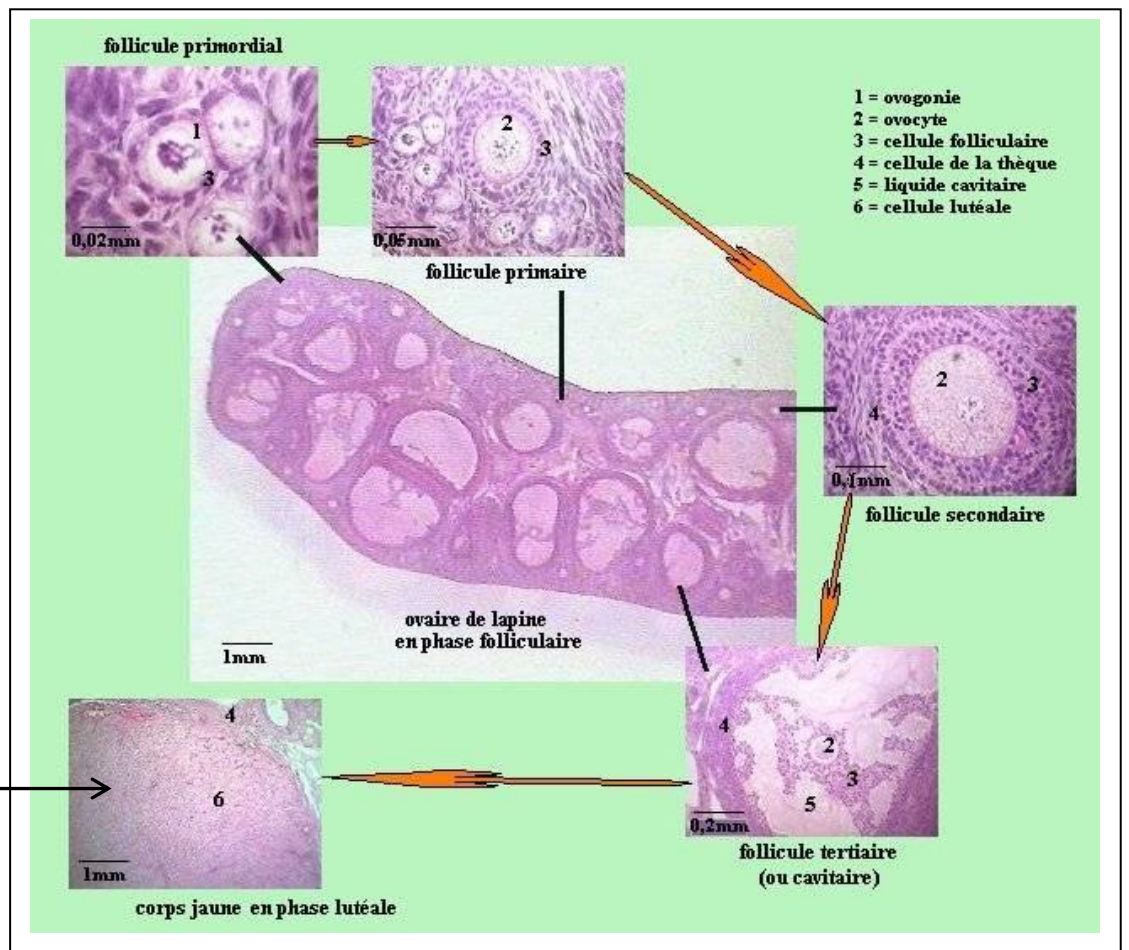 follicule primordial
1
3
0,02mm
2
3
0,05mm
follicule primaire
1 = ovogonie
2 = ovocyte
3 = cellule folliculaire
4 = cellule de la thèque
5 = liquide cavitaire
6 = cellule lutéale
2
3
4
0,1mm
follicule secondaire
ovaire de lapine
en phase folliculaire
1mm
4
2
3
5
0,2mm
follicule tertiaire
(ou cavitaire)
4
6
1mm
corps jaune en phase lutéale